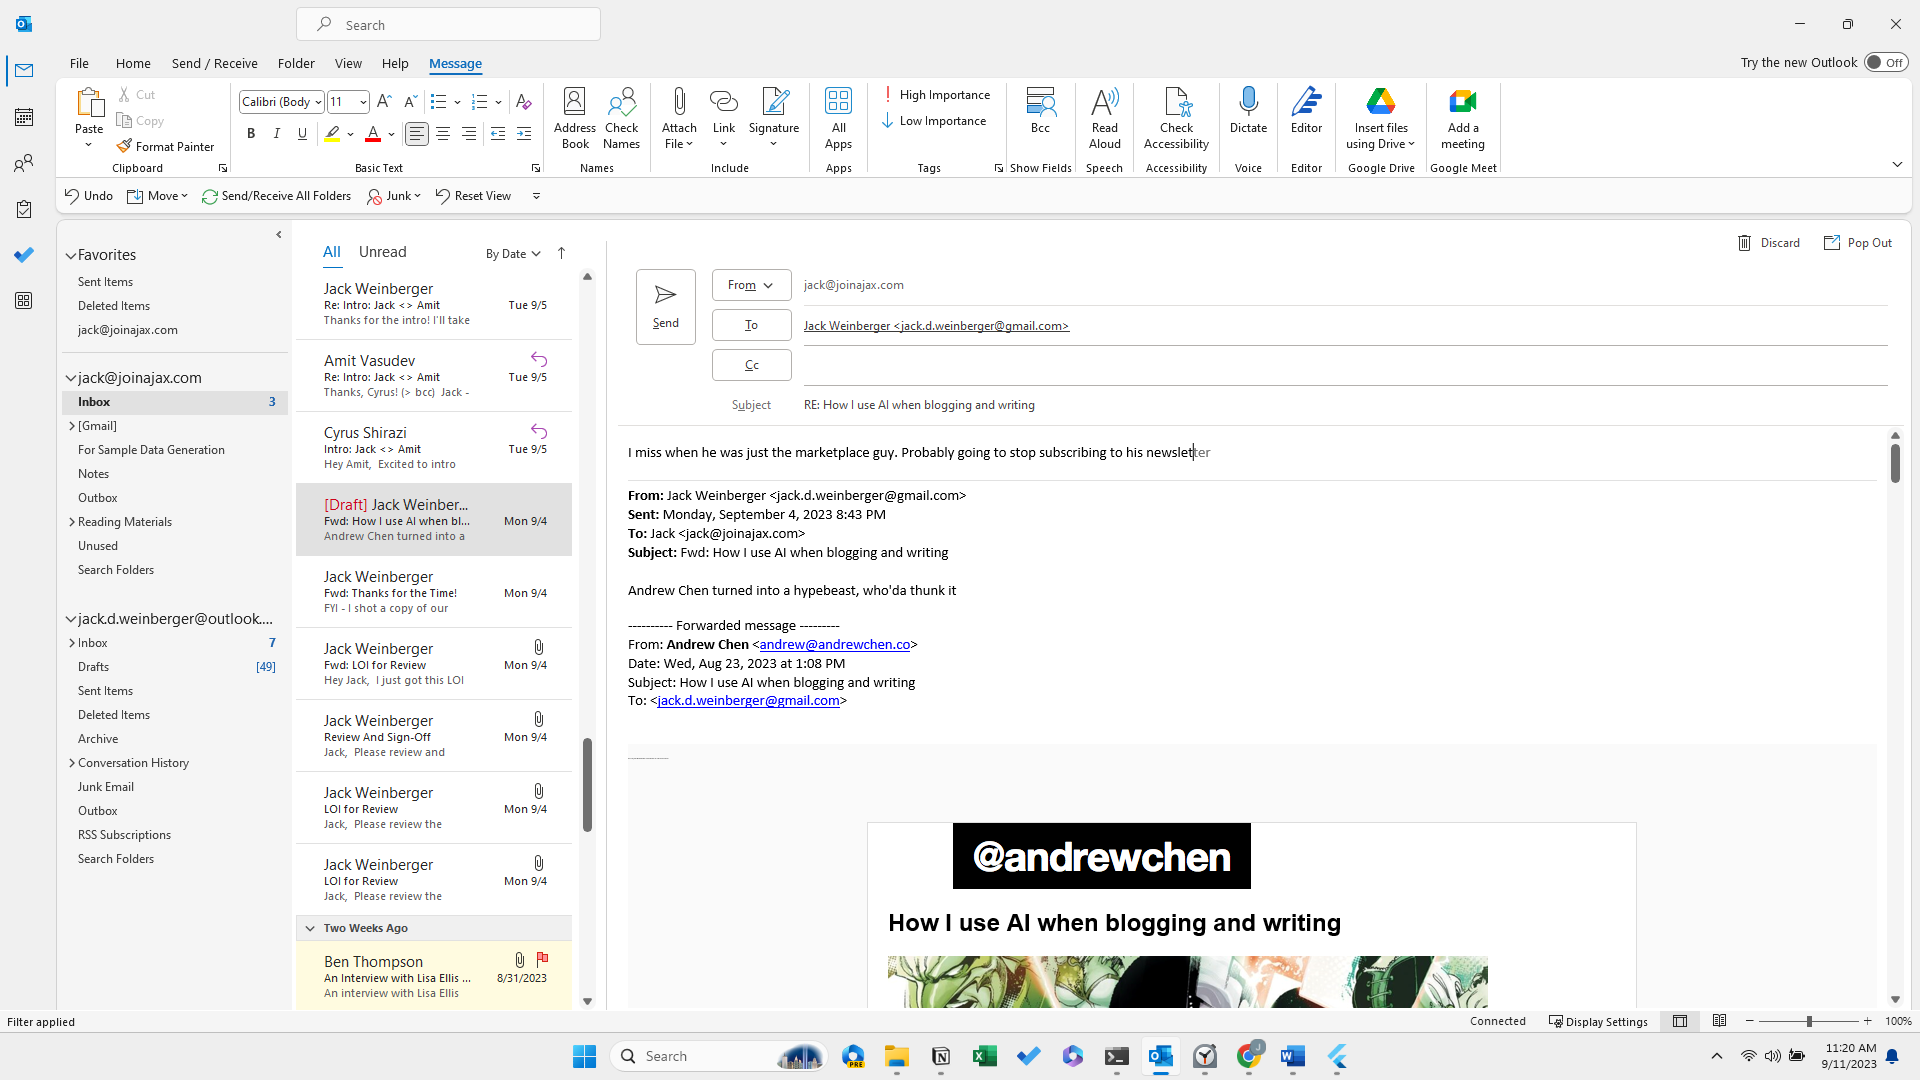 Search
File Home Send / Receive Folder View Help Message
Try the new Outlook Off
Paste
Cut
Copy
Format Painter
Clipboard
Calibri (Body 11
B I U
Basic Text
Address Book
Check Names
Names
Attach File
Link
Signature
Include
All Apps
Apps
High Importance
Low Importance
Tags
Bcc
Show Fields
Read Aloud
Speech
Check Accessibility
Accessibility
Dictate
Voice
Editor
Editor
Insert files using Drive
Google Drive
Add a meeting
Google Meet
Undo Move Send/Receive All Folders Junk Reset View
Favorites
Sent Items
Deleted Items
jack@joinajax.com
jack@joinajax.com
Inbox 3
[Gmail]
For Sample Data Generation
Notes
Outbox
Reading Materials
Unused
Search Folders
jack.d.weinberger@outlook....
Inbox 7
Drafts [49]
Sent Items
Deleted Items
Archive
Conversation History
Junk Email
Outbox
RSS Subscriptions
Search Folders
All Unread By Date
Jack Weinberger
Re: Intro: Jack <> Amit Tue 9/5
Thanks for the intro! I'll take
Amit Vasudev
Re: Intro: Jack <> Amit Tue 9/5
Thanks, Cyrus! (> bcc) Jack -
Cyrus Shirazi
Intro: Jack <> Amit Tue 9/5
Hey Amit, Excited to intro
[Draft] Jack Weinber...
Fwd: How I use AI when bl... Mon 9/4
Andrew Chen turned into a
Jack Weinberger
Fwd: Thanks for the Time! Mon 9/4
FYI - I shot a copy of our
Jack Weinberger
Fwd: LOI for Review Mon 9/4
Hey Jack, I just got this LOI
Jack Weinberger
Review And Sign-Off Mon 9/4
Jack, Please review and
Jack Weinberger
LOI for Review Mon 9/4
Jack, Please review the
Jack Weinberger
LOI for Review Mon 9/4
Jack, Please review the
Two Weeks Ago
Ben Thompson
An Interview with Lisa Ellis ... 8/31/2023
An interview with Lisa Ellis
Discard Pop Out
Send
From jack@joinajax.com
To Jack Weinberger <jack.d.weinberger@gmail.com>
Cc
Subject RE: How I use AI when blogging and writing
I miss when he was just the marketplace guy. Probably going to stop subscribing to his newsletter
From: Jack Weinberger <jack.d.weinberger@gmail.com>
Sent: Monday, September 4, 2023 8:43 PM
To: Jack <jack@joinajax.com>
Subject: Fwd: How I use AI when blogging and writing
Andrew Chen turned into a hypebeast, who'da thunk it
---------- Forwarded message ---------
From: Andrew Chen <andrew@andrewchen.co>
Date: Wed, Aug 23, 2023 at 1:08 PM
Subject: How I use AI when blogging and writing
To: <jack.d.weinberger@gmail.com>
@andrewchen
How I use AI when blogging and writing
Filter applied
Connected Display Settings 100%
Search
PRE
11:20 AM
9/11/2023